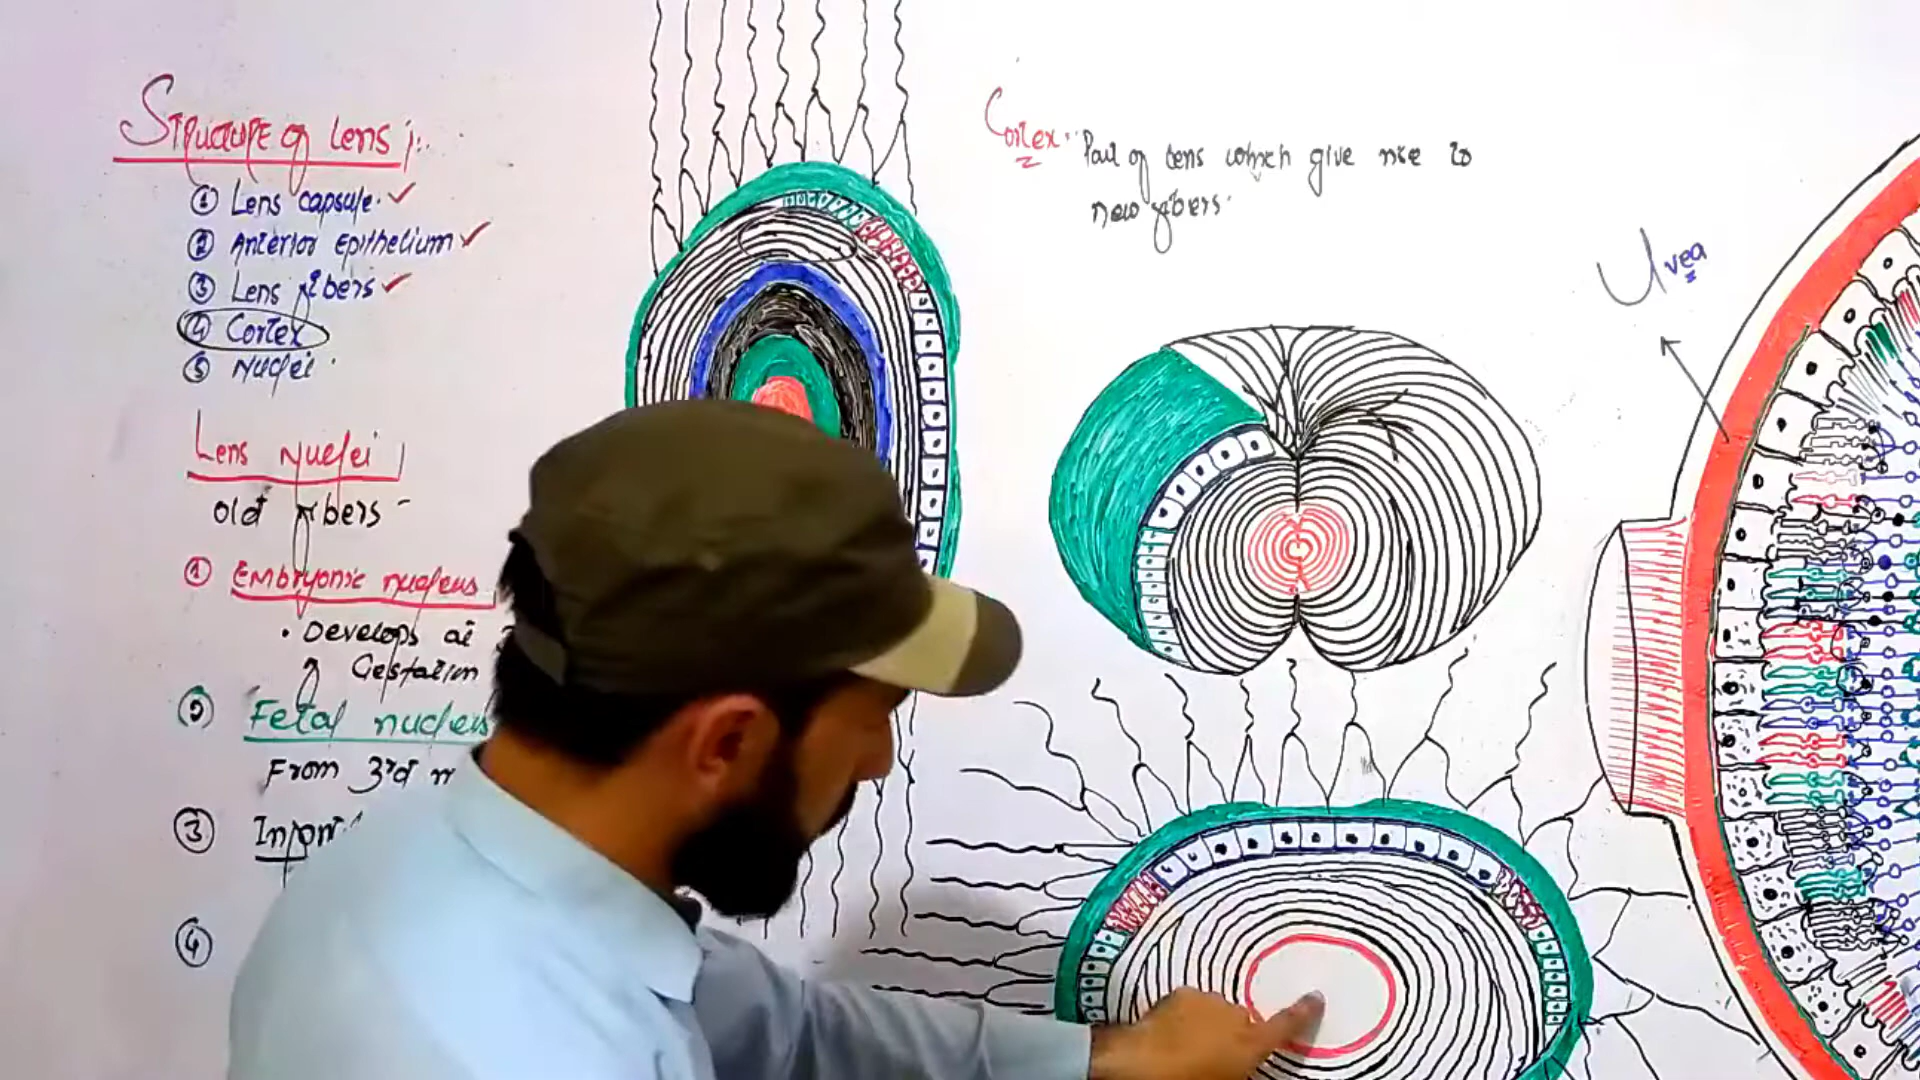 Structure of Lens :
① Lens capsule. ✓
② Anterior Epithelium ✓
③ Lens fibers ✓
④ Cortex
⑤ Nuclei
Lens Nuclei
old fibers
① Embryonic nucleus
• Develops at
of Gestation
② Fetal nucleus
From 3rd m
③ Infan
④
Cortex: Part of lens which give rise to
new fibers.
Uvea